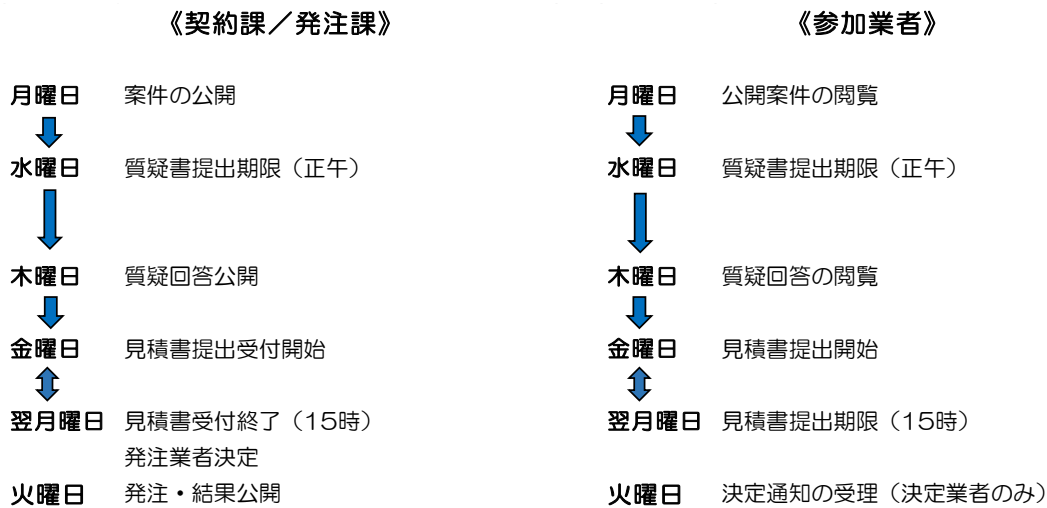 《契約課／発注課》
月曜日 案件の公開
水曜日 質疑書提出期限（正午）
木曜日 質疑回答公開
金曜日 見積書提出受付開始
翌月曜日 見積書受付終了（15時）
発注業者決定
火曜日 発注・結果公開
《参加業者》
月曜日 公開案件の閲覧
水曜日 質疑書提出期限（正午）
木曜日 質疑回答の閲覧
金曜日 見積書提出開始
翌月曜日 見積書提出期限（15時）
火曜日 決定通知の受理（決定業者のみ）